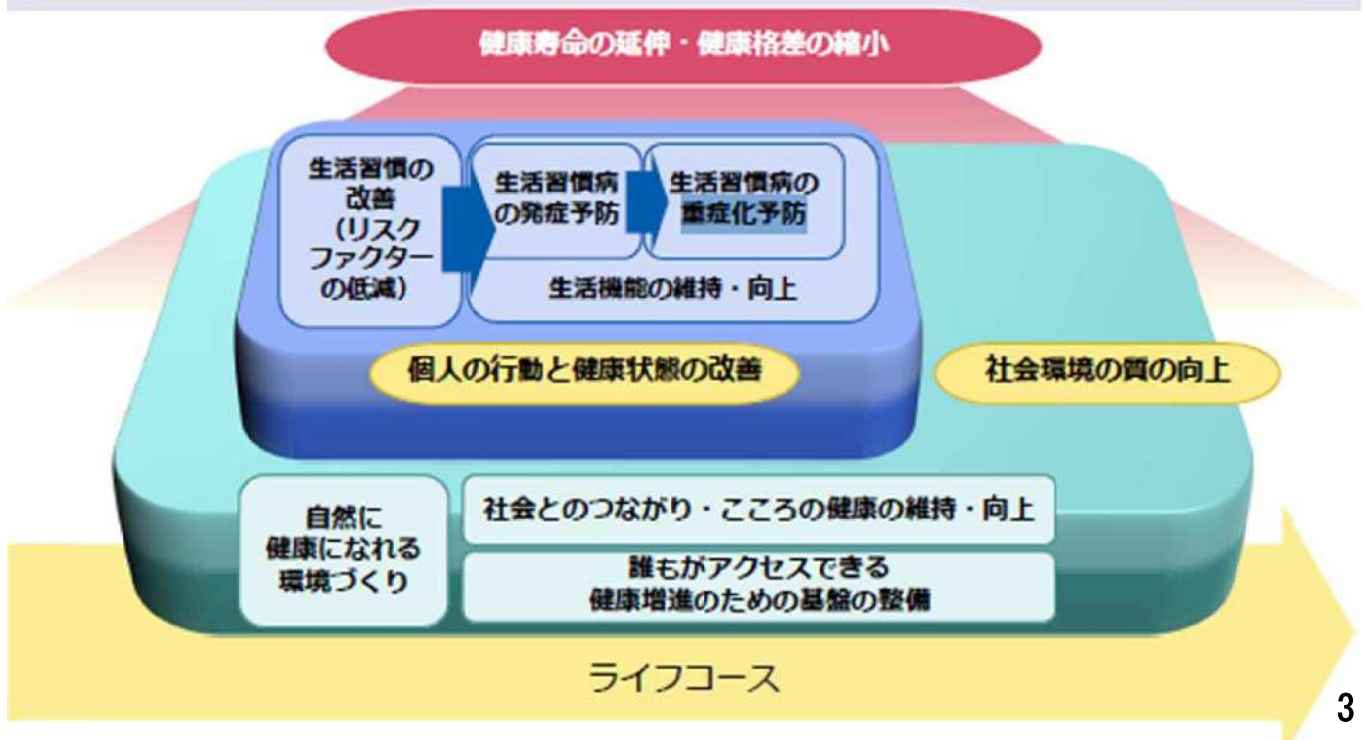 健康寿命の延伸・健康格差の縮小
生活習慣の
改善
（リスク
ファクター
の低減）
生活習慣病
の発症予防
生活習慣病の
重症化予防
生活機能の維持・向上
個人の行動と健康状態の改善
社会環境の質の向上
自然に
健康になれる
環境づくり
社会とのつながり・こころの健康の維持・向上
誰もがアクセスできる
健康増進のための基盤の整備
ライフコース
3